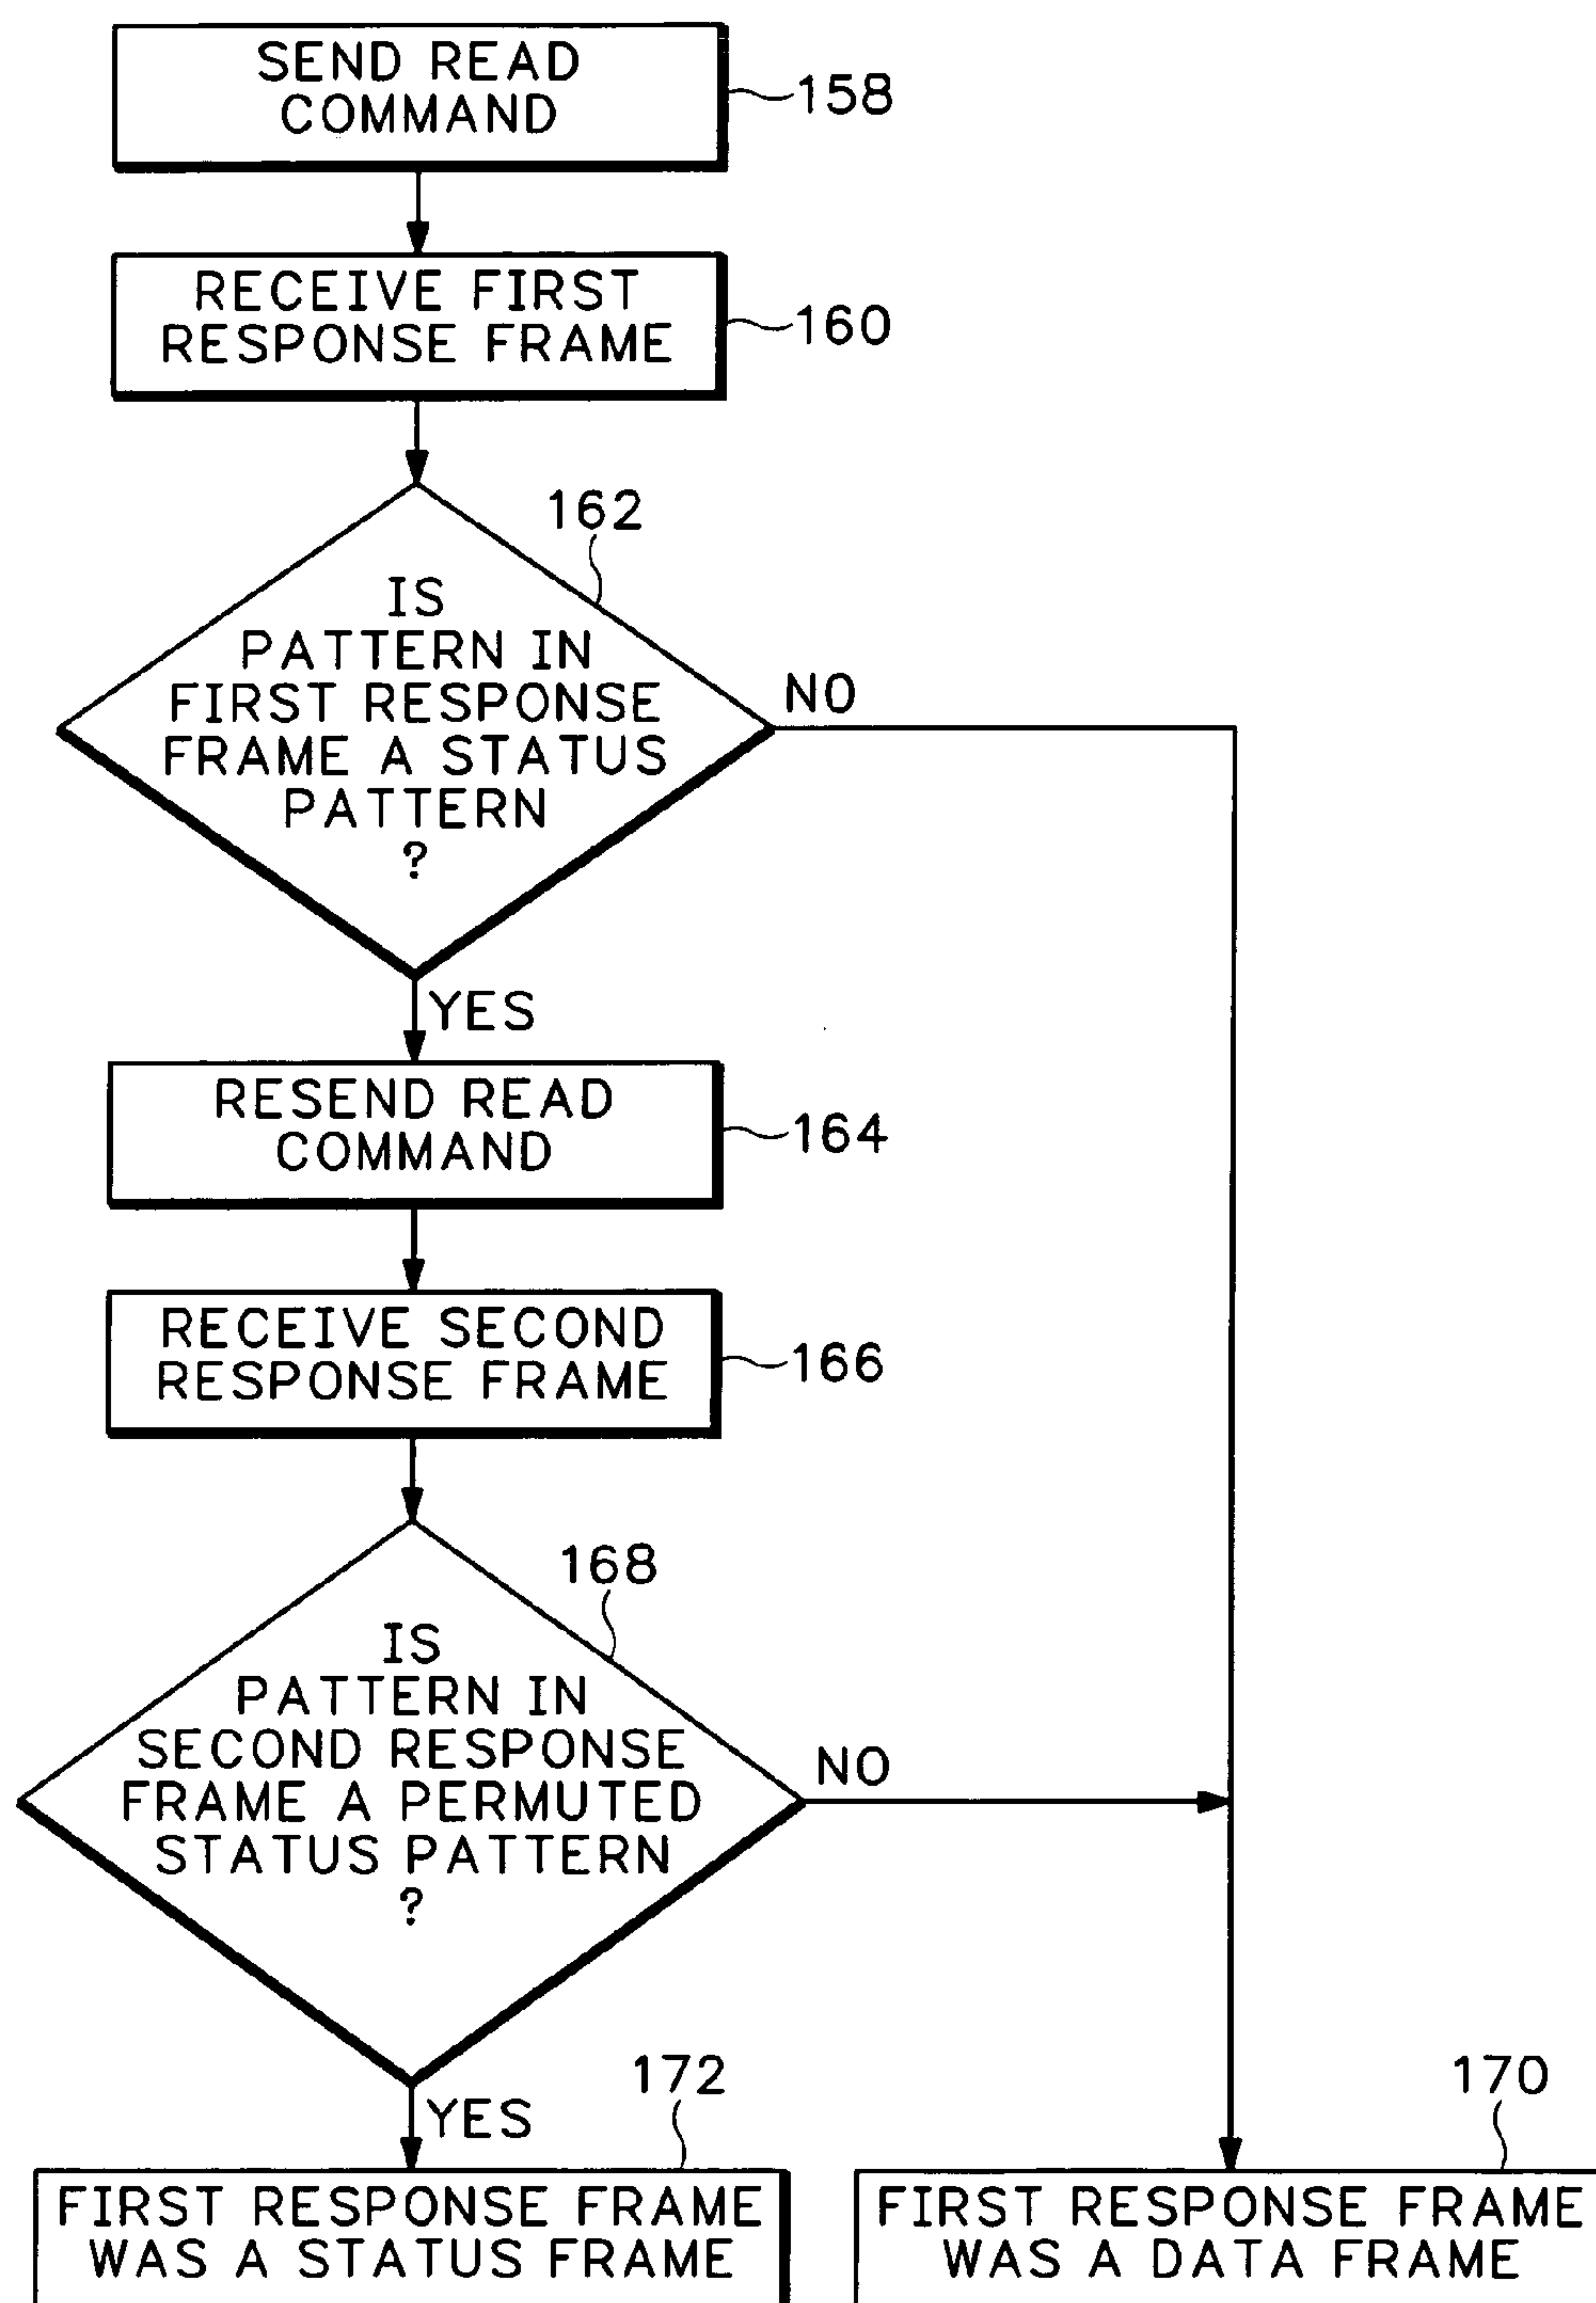 SEND READ
COMMAND
158
RECEIVE FIRST
RESPONSE FRAME
160
162
IS
PATTERN IN
FIRST RESPONSE
FRAME A STATUS
PATTERN
?
NO
YES
RESEND READ
COMMAND
164
RECEIVE SECOND
RESPONSE FRAME
166
168
IS
PATTERN IN
SECOND RESPONSE
FRAME A PERMUTED
STATUS PATTERN
?
NO
YES
172
170
FIRST RESPONSE FRAME
WAS A STATUS FRAME
FIRST RESPONSE FRAME
WAS A DATA FRAME